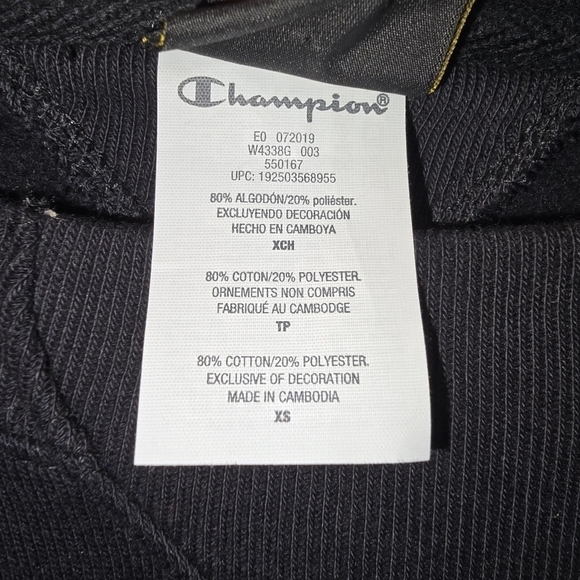 Champion®
E0 072019
W4338G 003
550167
UPC: 192503568955
80% ALGODÓN/20% poliéster.
EXCLUYENDO DECORACIÓN
HECHO EN CAMBOYA
XCH
80% COTON/20% POLYESTER.
ORNEMENTS NON COMPRIS
FABRIQUÉ AU CAMBODGE
TP
80% COTTON/20% POLYESTER.
EXCLUSIVE OF DECORATION
MADE IN CAMBODIA
XS